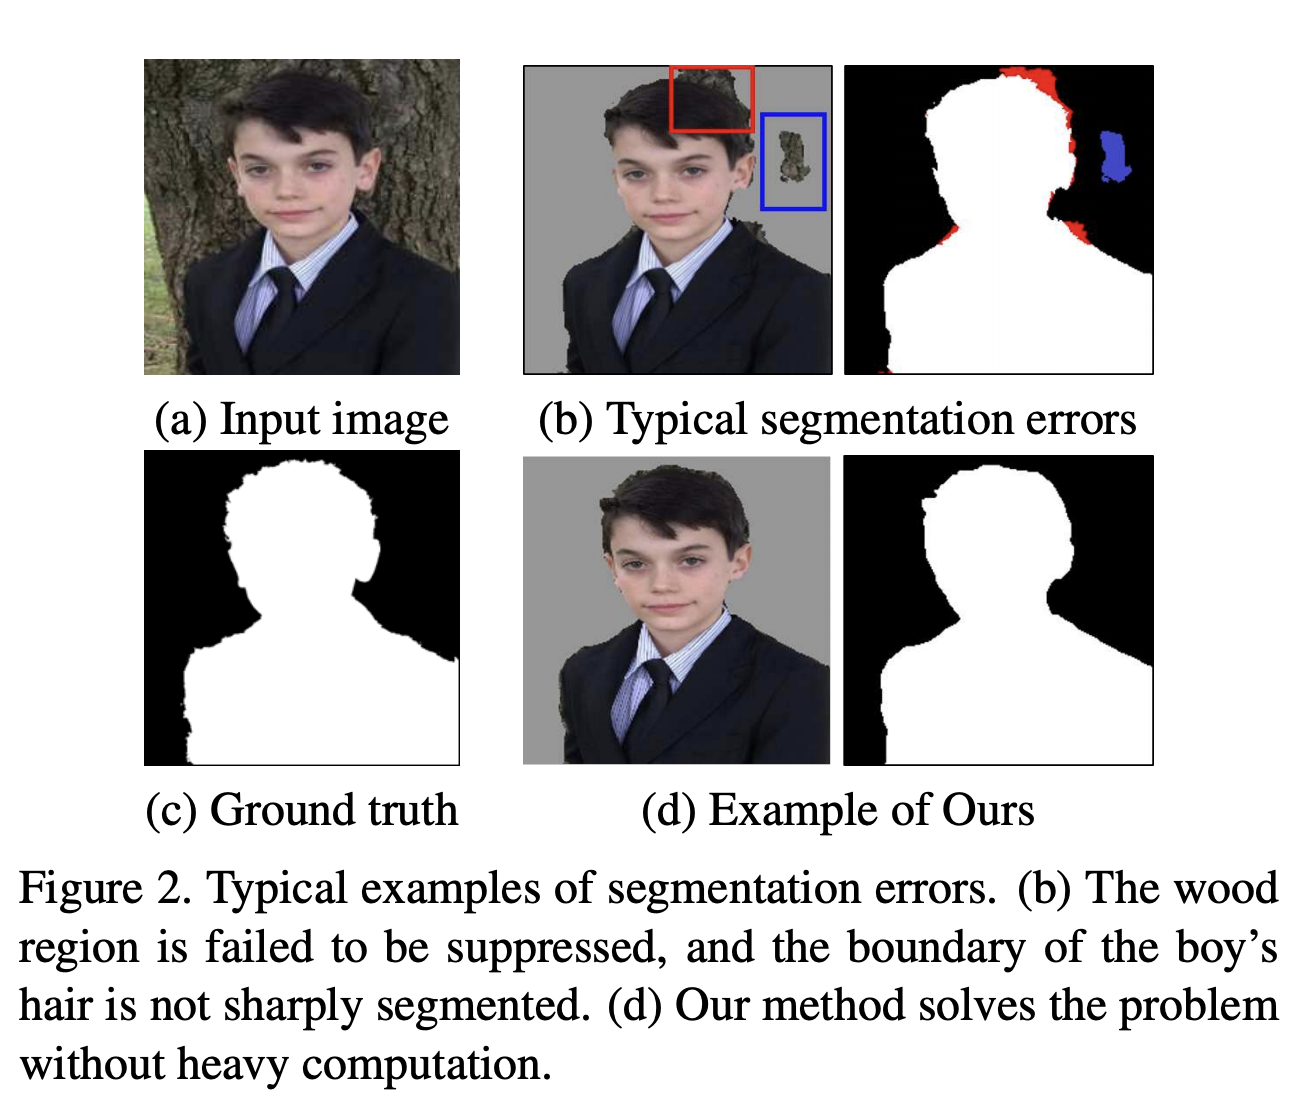 (a) Input image
(b) Typical segmentation errors
(c) Ground truth
(d) Example of Ours
Figure 2. Typical examples of segmentation errors. (b) The wood
region is failed to be suppressed, and the boundary of the boy’s
hair is not sharply segmented. (d) Our method solves the problem
without heavy computation.